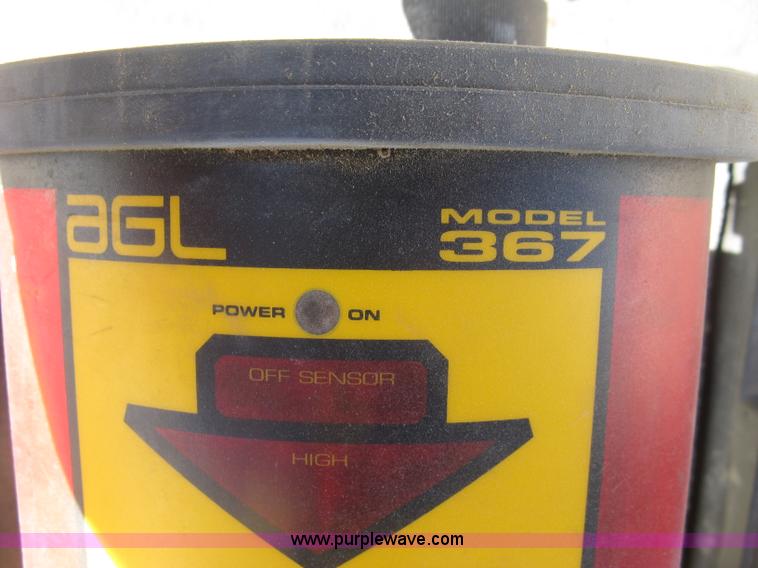 aGL
MODEL
367
POWER ON
OFF SENSOR
HIGH
www.purplewave.com